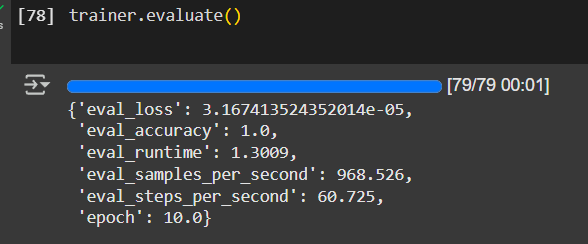 s
[78] trainer.evaluate()
[79/79 00:01]
{'eval_loss': 3.167413524352014e-05,
'eval_accuracy': 1.0,
'eval_runtime': 1.3009,
'eval_samples_per_second': 968.526,
'eval_steps_per_second': 60.725,
'epoch': 10.0}